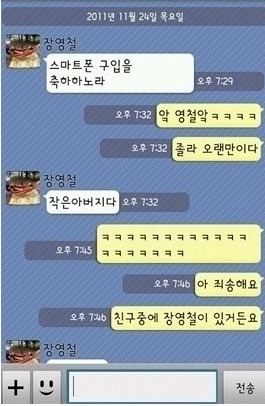 2011년 11월 24일 목요일
장영철
스마트폰 구입을
축하하노라
오후 7:29
오후 7:32 앜 영철앜ㅋㅋㅋㅋ
오후 7:32 졸라 오랜만이다
장영철
작은아버지다 오후 7:32
ㅋㅋㅋㅋㅋㅋㅋㅋㅋㅋㅋㅋ
오후 7:45 ㅋㅋㅋㅋㅋㅋㅋ
오후 7:46 아 죄송해요
오후 7:46 친구중에 장영철이 있거든요
장영철
전송